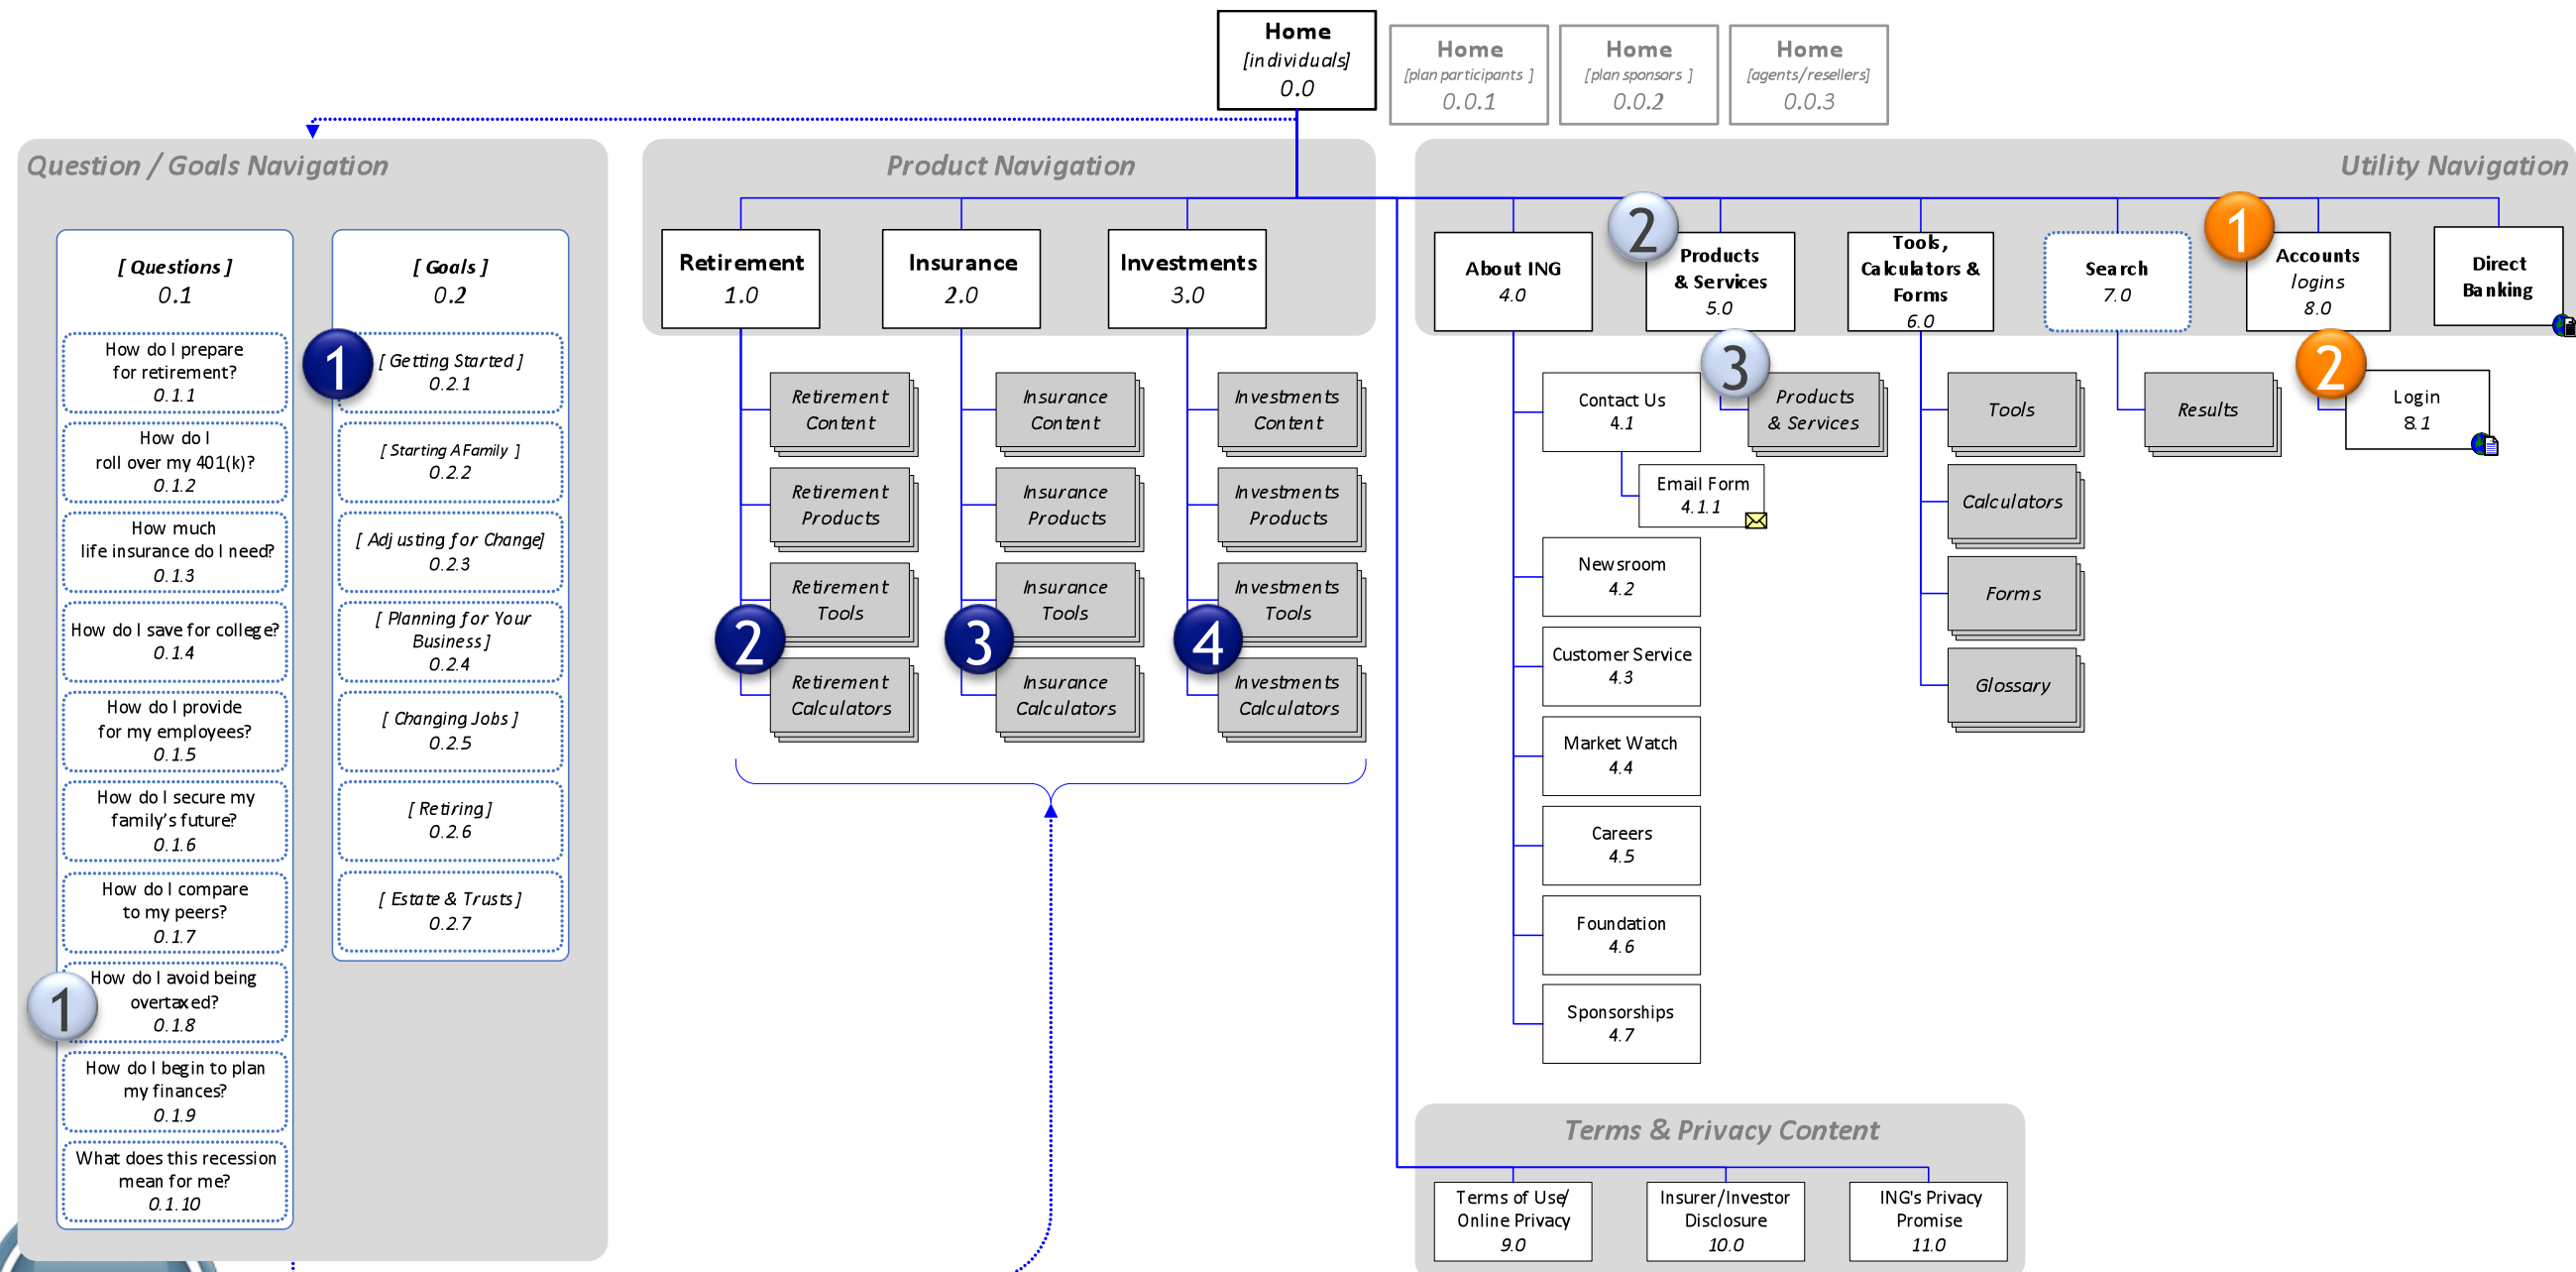 Home
[individuals]
0.0
Home
[plan participants ]
0.0.1
Home
[plan sponsors ]
0.0.2
Home
[agents/resellers]
0.0.3
Question / Goals Navigation
[ Questions ]
0.1
How do I prepare
for retirement?
0.1.1
How do I
roll over my 401(k)?
0.1.2
How much
life insurance do I need?
0.1.3
How do I save for college?
0.1.4
How do I provide
for my employees?
0.1.5
How do I secure my
family's future?
0.1.6
How do I compare
to my peers?
0.1.7
1
How do I avoid being
overtaxed?
0.1.8
How do I begin to plan
my finances?
0.1.9
What does this recession
mean for me?
0.1.10
[ Goals ]
0.2
1
[ Getting Started ]
0.2.1
[ Starting A Family ]
0.2.2
[ Adjusting for Change]
0.2.3
[ Planning for Your
Business]
0.2.4
[ Changing Jobs ]
0.2.5
[ Retiring]
0.2.6
[ Estate & Trusts]
0.2.7
Product Navigation
Retirement
1.0
Retirement
Content
Retirement
Products
Retirement
Tools
2
Retirement
Calculators
Insurance
2.0
Insurance
Content
Insurance
Products
Insurance
Tools
3
Insurance
Calculators
Investments
3.0
Investments
Content
Investments
Products
Investments
Tools
4
Investments
Calculators
Utility Navigation
About ING
4.0
Contact Us
4.1
Email Form
4.1.1
Newsroom
4.2
Customer Service
4.3
Market Watch
4.4
Careers
4.5
Foundation
4.6
Sponsorships
4.7
2
Products
& Services
5.0
3
Products
& Services
Tools,
Calculators &
Forms
6.0
Tools
Calculators
Forms
Glossary
Search
7.0
Results
1
Accounts
logins
8.0
2
Login
8.1
Direct
Banking
Terms & Privacy Content
Terms of Use/
Online Privacy
9.0
Insurer/Investor
Disclosure
10.0
ING's Privacy
Promise
11.0